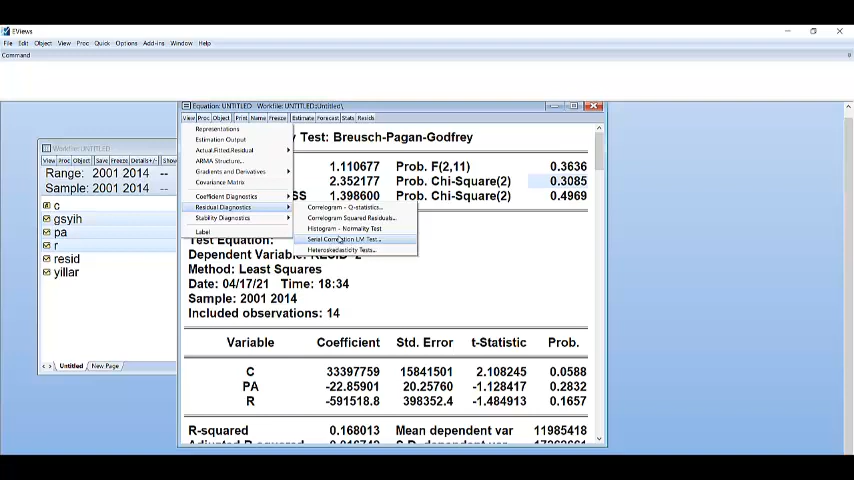 EViews
File Edit Object View Proc Quick Options Add-ins Window Help
Command
Equation: UNTITLED Workfile: UNTITLED::Untitled\
View Proc Object Print Name Freeze Estimate Forecast Stats Resids
Representations
Estimation Output
Actual,Fitted,Residual
ARMA Structure...
Gradients and Derivatives
Covariance Matrix
Coefficient Diagnostics
Residual Diagnostics
Stability Diagnostics
Label
Correlogram - Q-statistics...
Correlogram Squared Residuals...
Histogram - Normality Test
Serial Correlation LM Test...
Heteroskedasticity Tests...
Workfile: UNTITLED
View Proc Object Save Freeze Details+/- Show
Range: 2001 2014 --
Sample: 2001 2014 --
c
gsyih
pa
r
resid
yillar
Untitled New Page
Test: Breusch-Pagan-Godfrey
1.110677 Prob. F(2,11) 0.3636
2.352177 Prob. Chi-Square(2) 0.3085
SS 1.398600 Prob. Chi-Square(2) 0.4969
Test Equation:
Dependent Variable:
Method: Least Squares
Date: 04/17/21 Time: 18:34
Sample: 2001 2014
Included observations: 14
Variable Coefficient Std. Error t-Statistic Prob.
C 33397759 15841501 2.108245 0.0588
PA -22.85901 20.25760 -1.128417 0.2832
R -591518.8 398352.4 -1.484913 0.1657
R-squared 0.168013 Mean dependent var 11985418